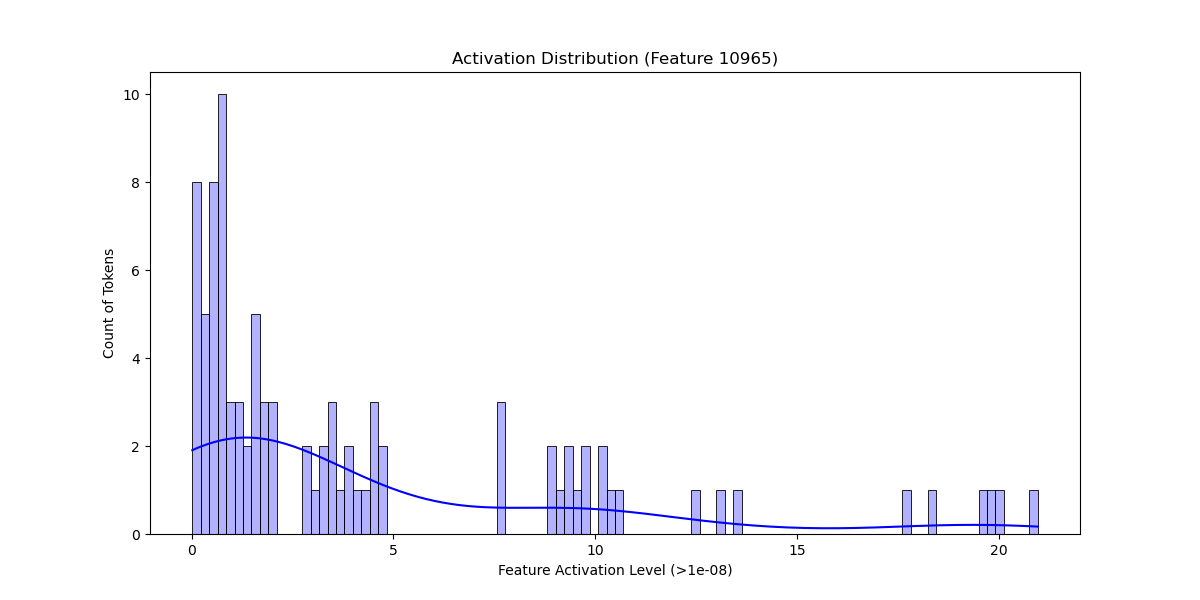 Activation Distribution (Feature 10965)
10
8
6
4
2
0
Count of Tokens
0 5 10 15 20
Feature Activation Level (>1e-08)